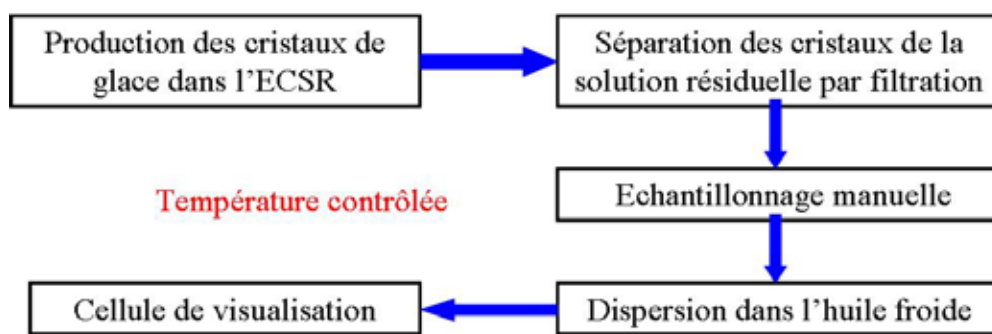 Production des cristaux de
glace dans l'ECSR
Séparation des cristaux de la
solution résiduelle par filtration
Echantillonnage manuelle
Température contrôlée
Dispersion dans l'huile froide
Cellule de visualisation